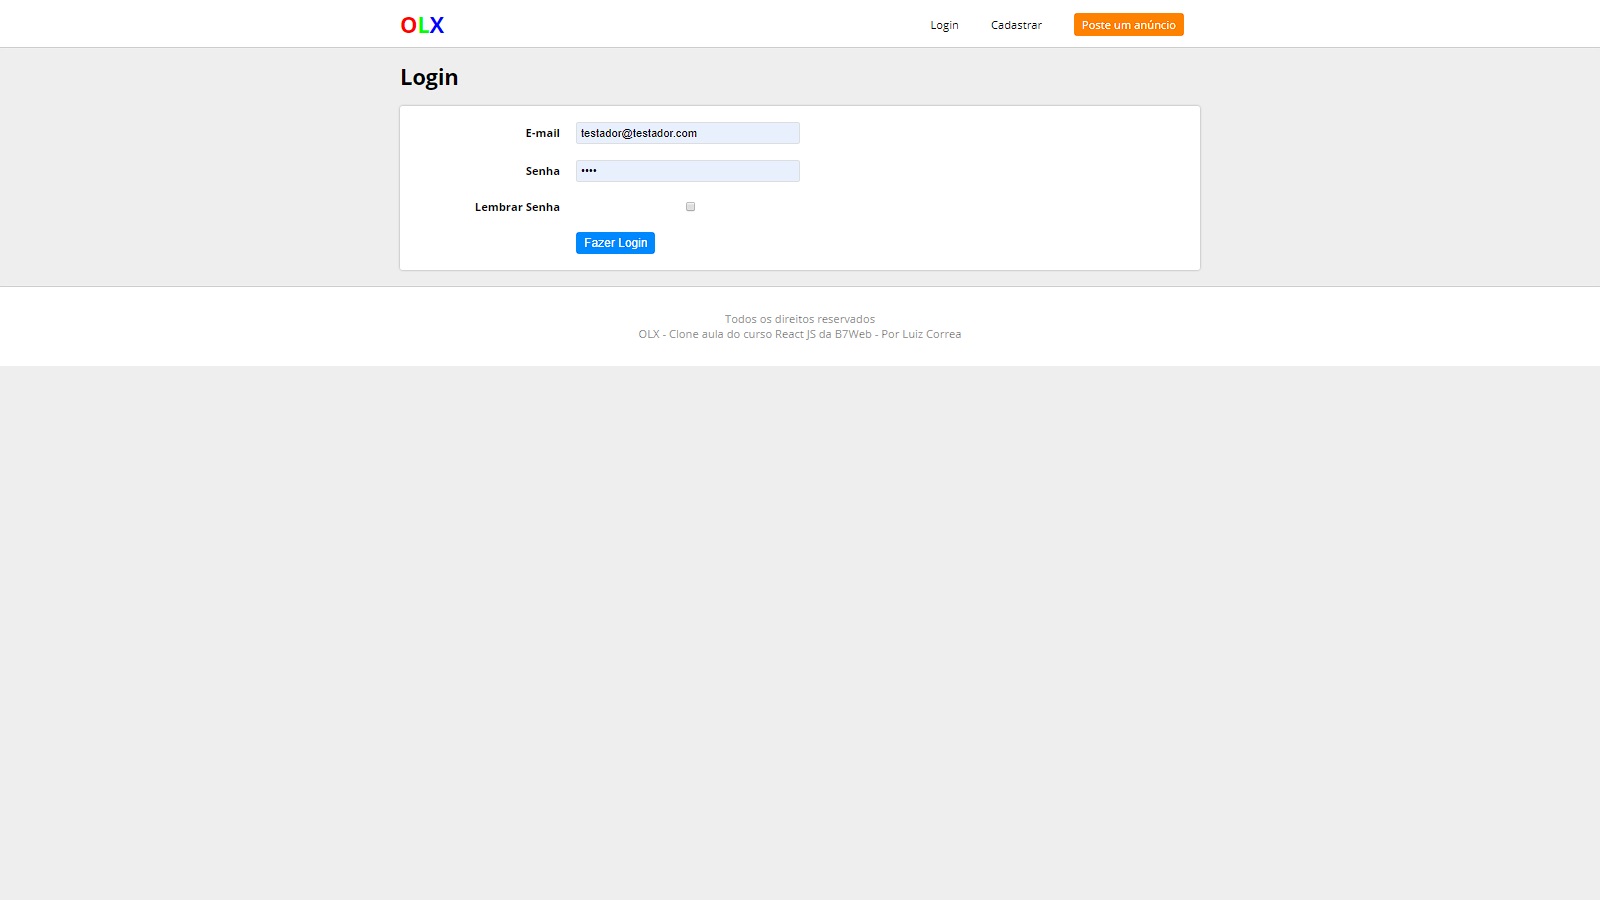 OLX
Login
Cadastrar
Poste um anúncio
Login
E-mail
testador@testador.com
Senha
••••
Lembrar Senha
Fazer Login
Todos os direitos reservados
OLX - Clone aula do curso React JS da B7Web - Por Luiz Correa